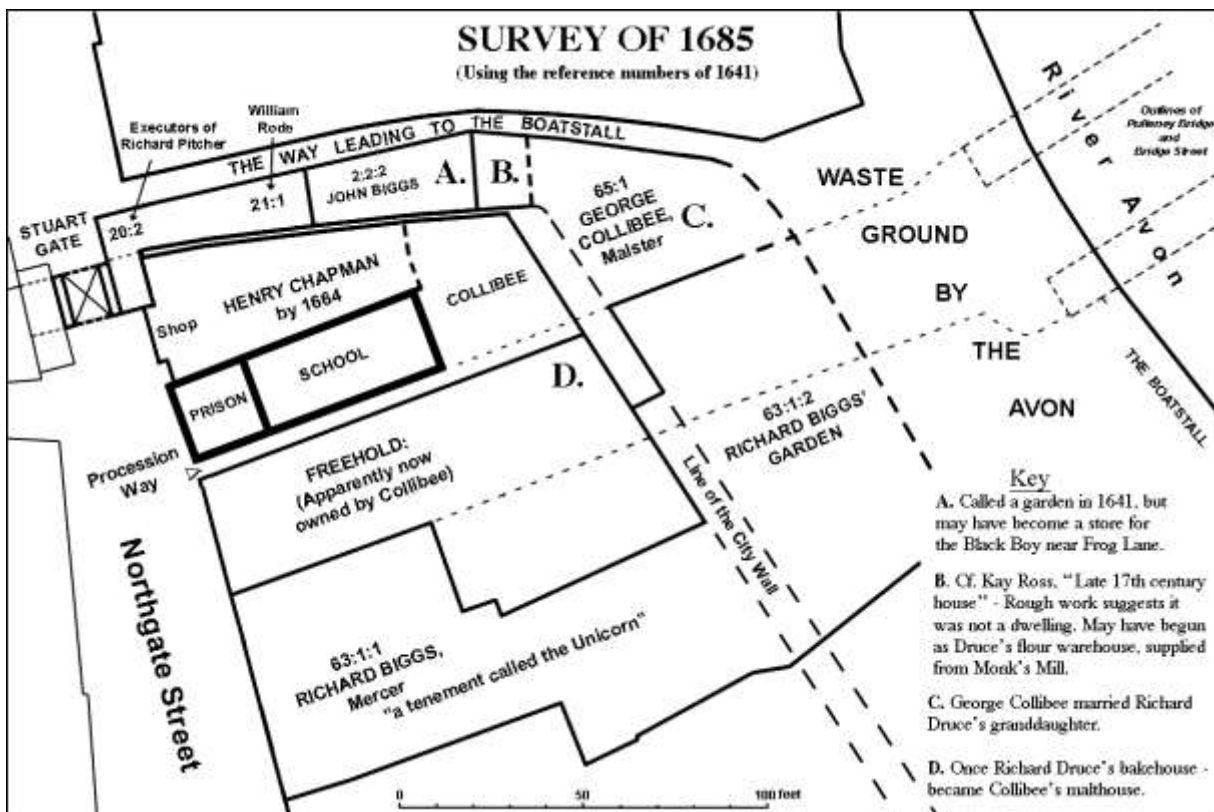 SURVEY OF 1685
(Using the reference numbers of 1641)
Executors of
Richard Pitcher
William
Rode
THE WAY LEADING TO THE BOATSTALL
STUART
GATE
20:2
21:1
2:2:2
JOHN BIGGS
A.
B.
65:1
GEORGE
COLLIBEE,
Malster
C.
WASTE
GROUND
BY
THE
AVON
River Avon
Outlines of
Pulteney Bridge
and
Bridge Street
THE BOATSTALL
HENRY CHAPMAN
by 1664
Shop
COLLIBEE
SCHOOL
PRISON
D.
Procession
Way
FREEHOLD:
(Apparently now
owned by Collibee)
63:1:2
RICHARD BIGGS'
GARDEN
Line of the City Wall
Northgate Street
63:1:1
RICHARD BIGGS,
Mercer
"a tenement called the Unicorn"
Key
A. Called a garden in 1641, but
may have become a store for
the Black Boy near Frog Lane.
B. Cf. Kay Ross, "Late 17th century
house" - Rough work suggests it
was not a dwelling. May have begun
as Druce's flour warehouse, supplied
from Monk's Mill.
C. George Collibee married Richard
Druce's granddaughter.
D. Once Richard Druce's bakehouse -
became Collibee's malthouse.
0 50 100 feet